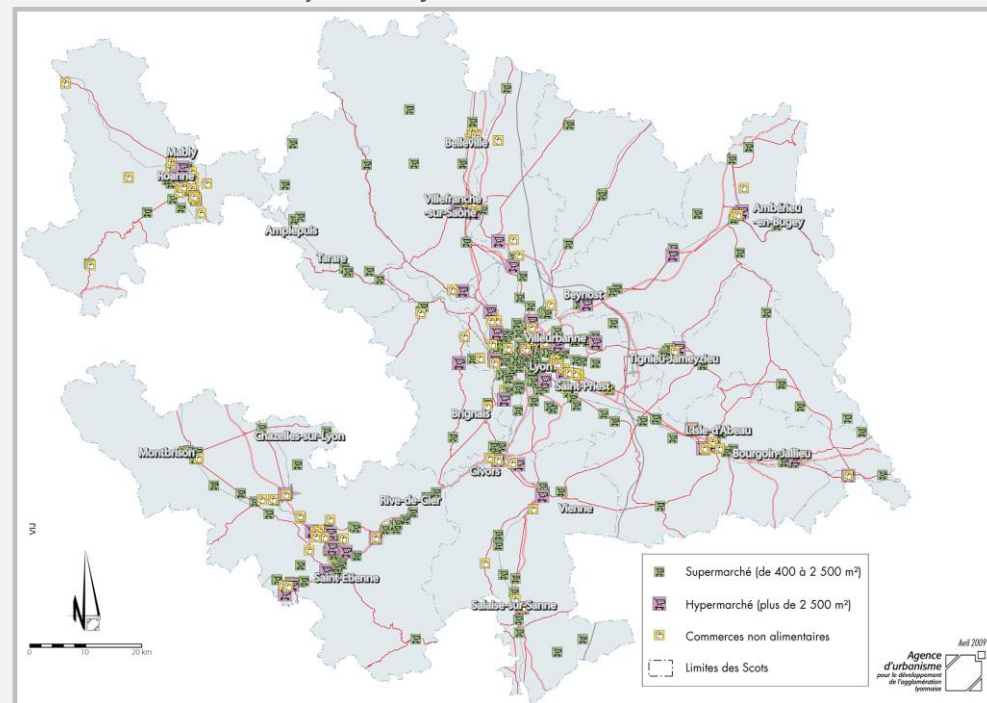 Mably
Roanne
Belleville
Villefranche
-sur-Saône
Ambérieu
-en-Bugey
Amplepuis
Tarare
Beynost
Villeurbanne
Lyon
Tignieu-Jameyzieu
Saint-Priest
Brignais
L'Isle-d'Abeau
Chazelles-sur-Lyon
Montbrison
Bourgoin-Jallieu
Givors
Rive-de-Gier
Vienne
VU
Saint-Etienne
Salaise-sur-Sanne
N
0 10 20 km
Supermarché (de 400 à 2 500 m²)
Hypermarché (plus de 2 500 m²)
Commerces non alimentaires
Limites des Scots
Avril 2009
Agence
d'urbanisme
pour le développement
de l'agglomération
lyonnaise